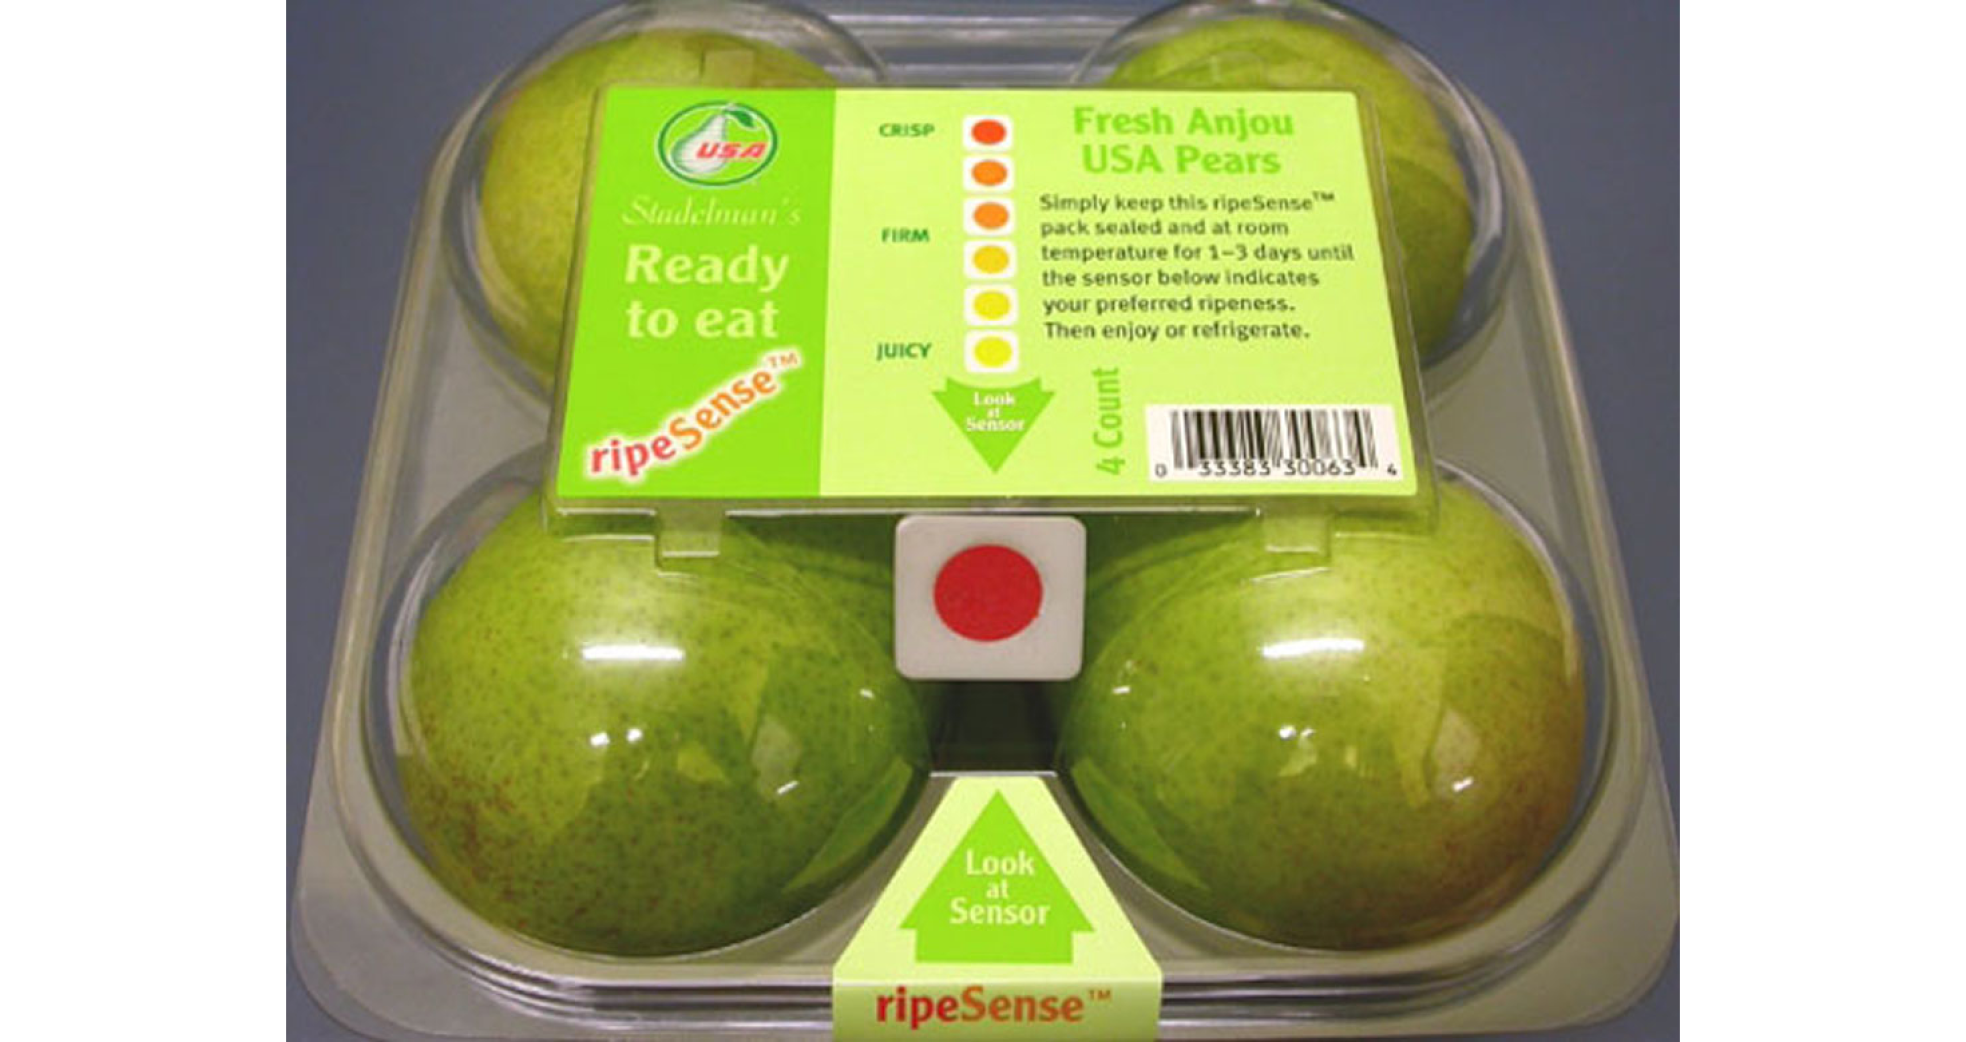 USA
Stadelman's
Ready
to eat
ripeSense™
CRISP
FIRM
JUICY
Look
at
Sensor
Fresh Anjou
USA Pears
Simply keep this ripeSense™
pack sealed and at room
temperature for 1–3 days until
the sensor below indicates
your preferred ripeness.
Then enjoy or refrigerate.
4 Count
0 33383 30063 4
Look
at
Sensor
ripeSense™